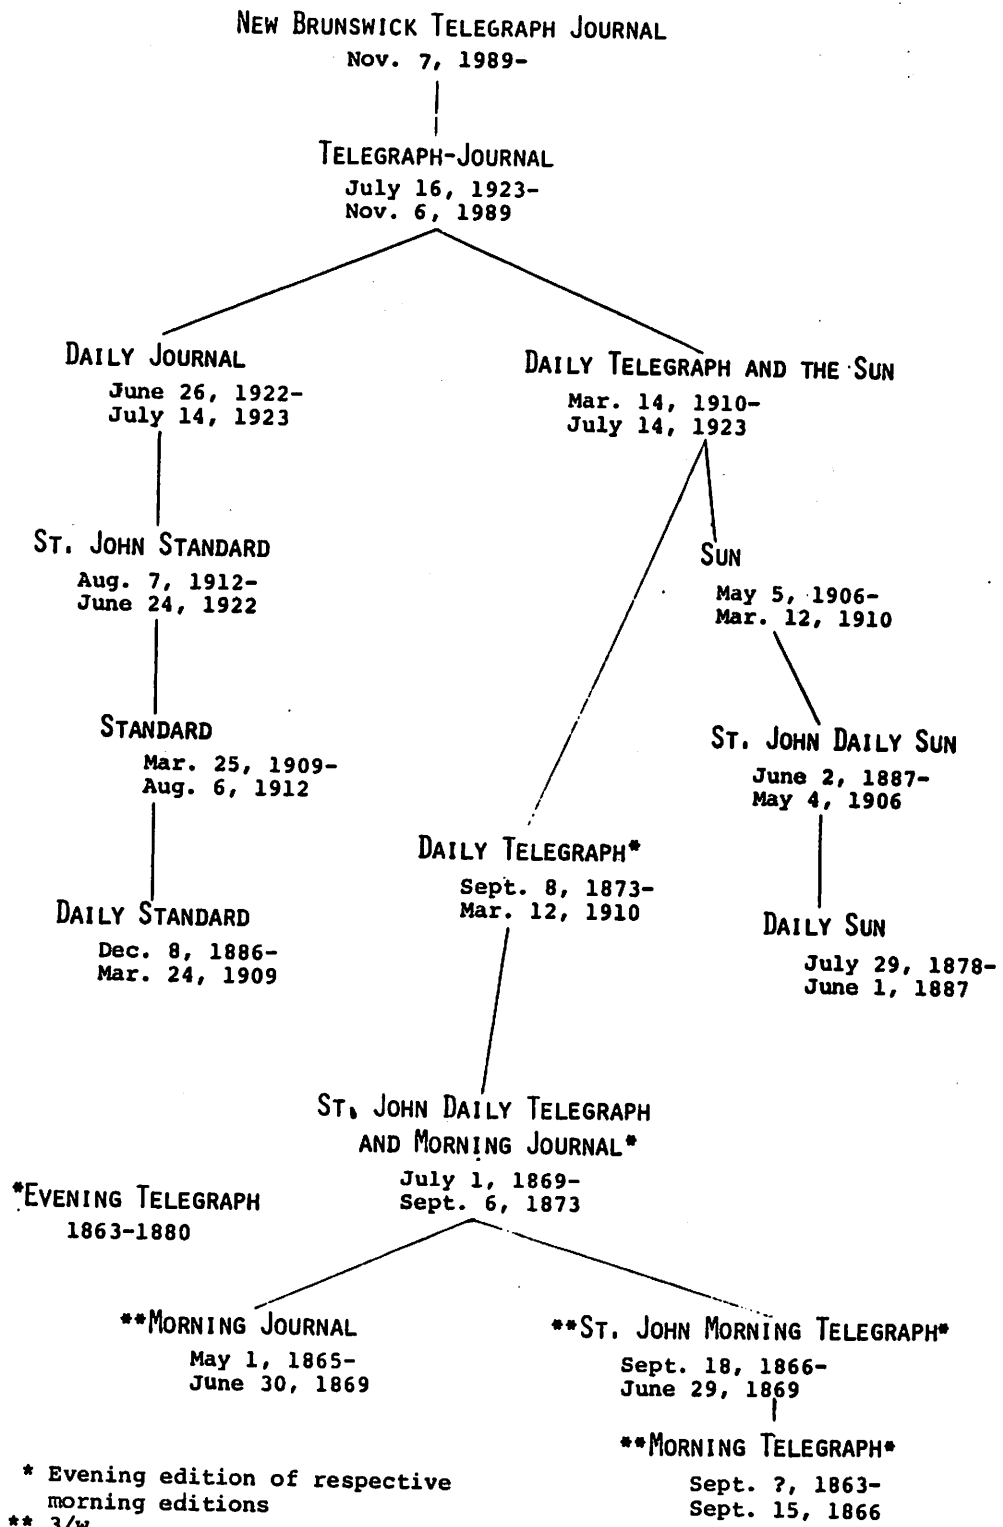 NEW BRUNSWICK TELEGRAPH JOURNAL
Nov. 7, 1989-
TELEGRAPH-JOURNAL
July 16, 1923-
Nov. 6, 1989
DAILY JOURNAL
June 26, 1922-
July 14, 1923
DAILY TELEGRAPH AND THE SUN
Mar. 14, 1910-
July 14, 1923
ST. JOHN STANDARD
Aug. 7, 1912-
June 24, 1922
SUN
May 5, 1906-
Mar. 12, 1910
STANDARD
Mar. 25, 1909-
Aug. 6, 1912
ST. JOHN DAILY SUN
June 2, 1887-
May 4, 1906
DAILY TELEGRAPH*
Sept. 8, 1873-
Mar. 12, 1910
DAILY STANDARD
Dec. 8, 1886-
Mar. 24, 1909
DAILY SUN
July 29, 1878-
June 1, 1887
ST. JOHN DAILY TELEGRAPH
AND MORNING JOURNAL*
July 1, 1869-
Sept. 6, 1873
*EVENING TELEGRAPH
1863-1880
**MORNING JOURNAL
May 1, 1865-
June 30, 1869
**ST. JOHN MORNING TELEGRAPH*
Sept. 18, 1866-
June 29, 1869
**MORNING TELEGRAPH*
Sept. ?, 1863-
Sept. 15, 1866
* Evening edition of respective
morning editions
** 3/w